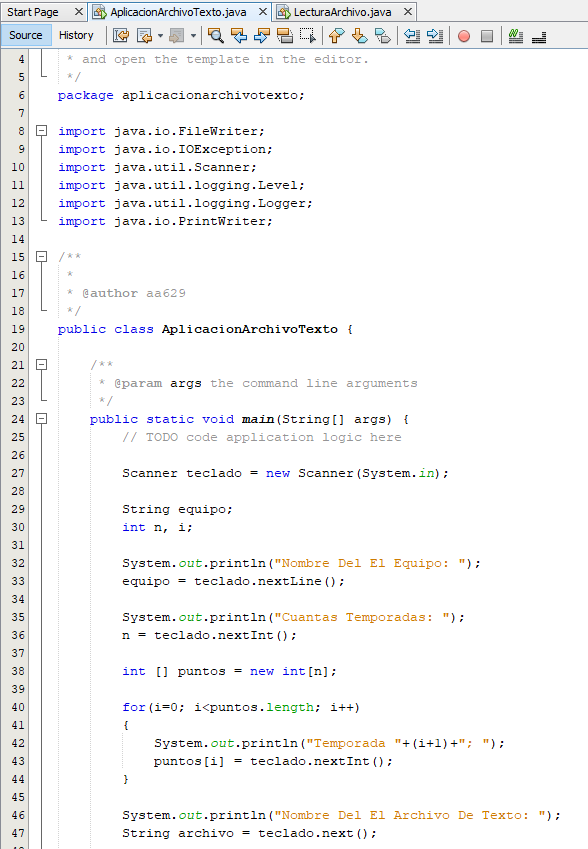 Start Page AplicacionArchivoTexto.java LecturaArchivo.java
Source History
4 * and open the template in the editor.
5 */
6 package aplicacionarchivotexto;
7
8 import java.io.FileWriter;
9 import java.io.IOException;
10 import java.util.Scanner;
11 import java.util.logging.Level;
12 import java.util.logging.Logger;
13 import java.io.PrintWriter;
14
15 /**
16 *
17 * @author aa629
18 */
19 public class AplicacionArchivoTexto {
20
21 /**
22 * @param args the command line arguments
23 */
24 public static void main(String[] args) {
25 // TODO code application logic here
26
27 Scanner teclado = new Scanner(System.in);
28
29 String equipo;
30 int n, i;
31
32 System.out.println("Nombre Del El Equipo: ");
33 equipo = teclado.nextLine();
34
35 System.out.println("Cuantas Temporadas: ");
36 n = teclado.nextInt();
37
38 int [] puntos = new int[n];
39
40 for(i=0; i<puntos.length; i++)
41 {
42 System.out.println("Temporada "+(i+1)+"; ");
43 puntos[i] = teclado.nextInt();
44 }
45
46 System.out.println("Nombre Del El Archivo De Texto: ");
47 String archivo = teclado.next();